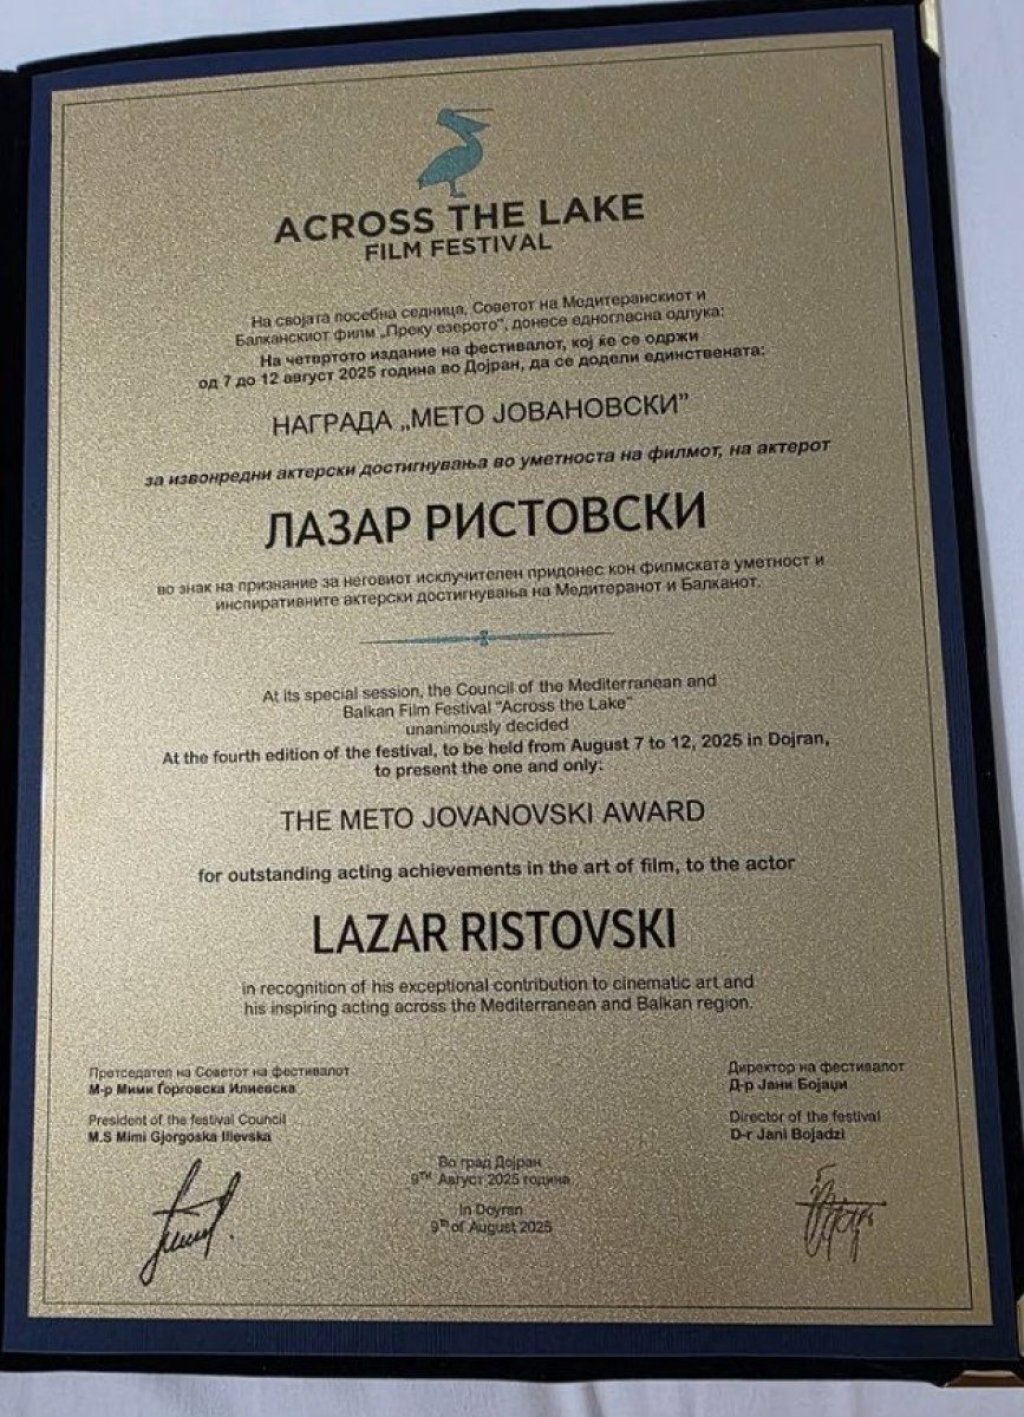 ACROSS THE LAKE
FILM FESTIVAL
На својата посебна седница, Советот на Медитеранскиот и
Балканскиот филм „Преку езерото”, донесе едногласна одлука:
На четвртото издание на фестивалот, кој ќе се одржи
од 7 до 12 август 2025 година во Дојран, да се додели единствената:
НАГРАДА „МЕТО ЈОВАНОВСКИ”
за извонредни актерски достигнувања во уметноста на филмот, на актерот
ЛАЗАР РИСТОВСКИ
во знак на признание за неговиот исклучителен придонес кон филмската уметност и
инспиративните актерски достигнувања на Медитеранот и Балканот.
At its special session, the Council of the Mediterranean and
Balkan Film Festival “Across the Lake”
unanimously decided
At the fourth edition of the festival, to be held from August 7 to 12, 2025 in Dojran,
to present the one and only:
THE METO JOVANOVSKI AWARD
for outstanding acting achievements in the art of film, to the actor
LAZAR RISTOVSKI
in recognition of his exceptional contribution to cinematic art and
his inspiring acting across the Mediterranean and Balkan region.
Претседател на Советот на фестивалот
М-р Мими Ѓорговска Илиевска
President of the festival Council
M.S Mimi Gjorgoska Ilievska
Директор на фестивалот
Д-р Јани Бојаџи
Director of the festival
D-r Jani Bojadzi
Во град Дојран
9TH Август 2025 година
In Doyran
9th of August 2025